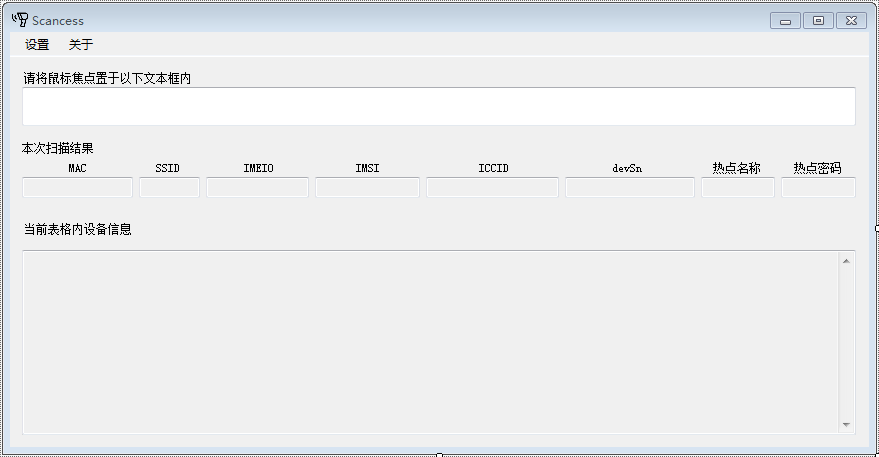 Scancess
设置 关于
请将鼠标焦点置于以下文本框内
本次扫描结果
MAC SSID IMEIO IMSI ICCID devSn 热点名称 热点密码
当前表格内设备信息